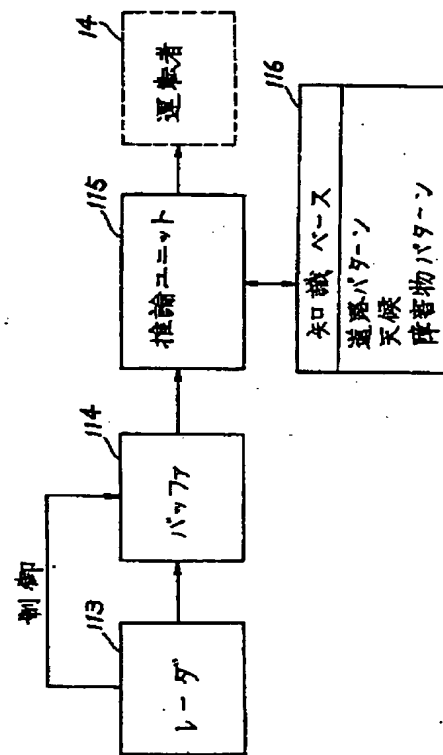 制御
113
レーダ
114
バッファ
115
推論ユニット
14
運転者
116
知識 ベース
道路パターン
天候
障害物パターン